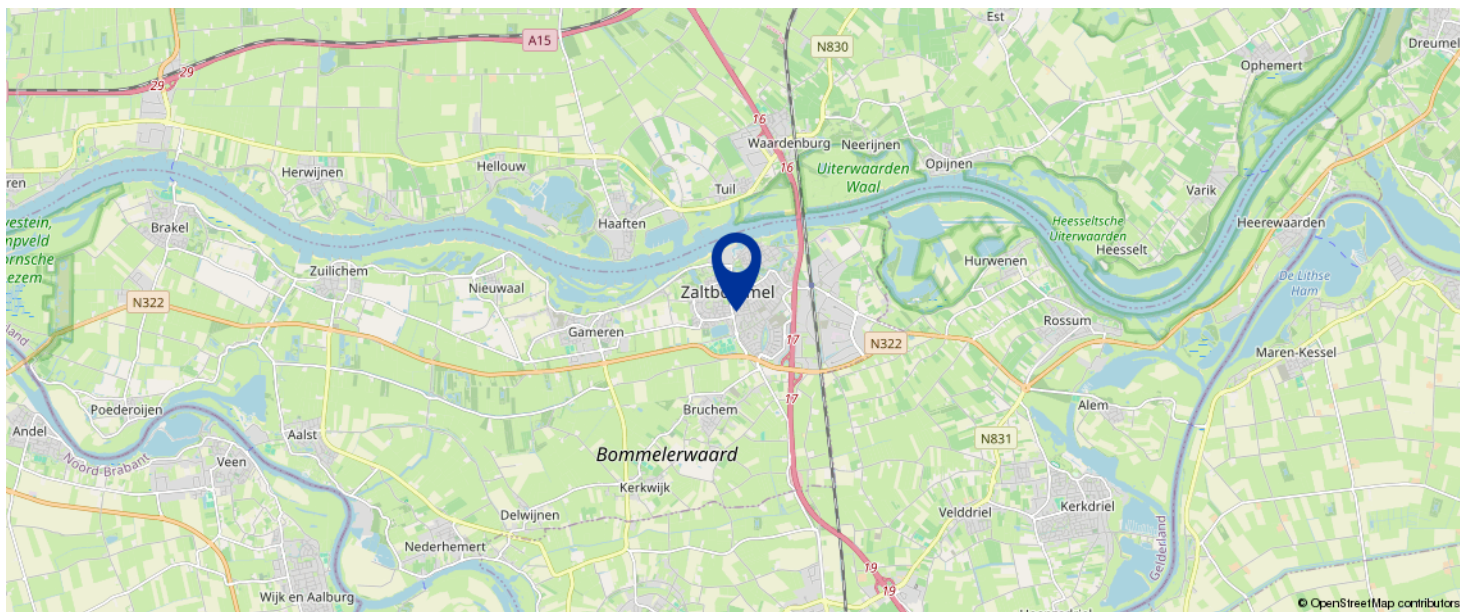 Est
Dreumel
A15
N830
Ophemert
29
29
16
Waardenburg
Neerijnen
16
Uiterwaarden
Waal
Opijnen
Hellouw
Herwijnen
Tuil
Varik
Haaften
Heerewaarden
Brakel
Heesseltsche
Uiterwaarden
Heesselt
Zuilichem
Hurwenen
De Lithse
Ham
Nieuwaal
N322
Gameren
Rossum
17
N322
Maren-Kessel
17
Poederoijen
Bruchem
Alem
Andel
Aalst
Noord Brabant
Veen
Bommelerwaard
N831
Kerkwijk
Delwijnen
Velddriel
Kerkdriel
Nederhemert
Gelderland
19
19
Wijk en Aalburg
© OpenStreetMap contributors